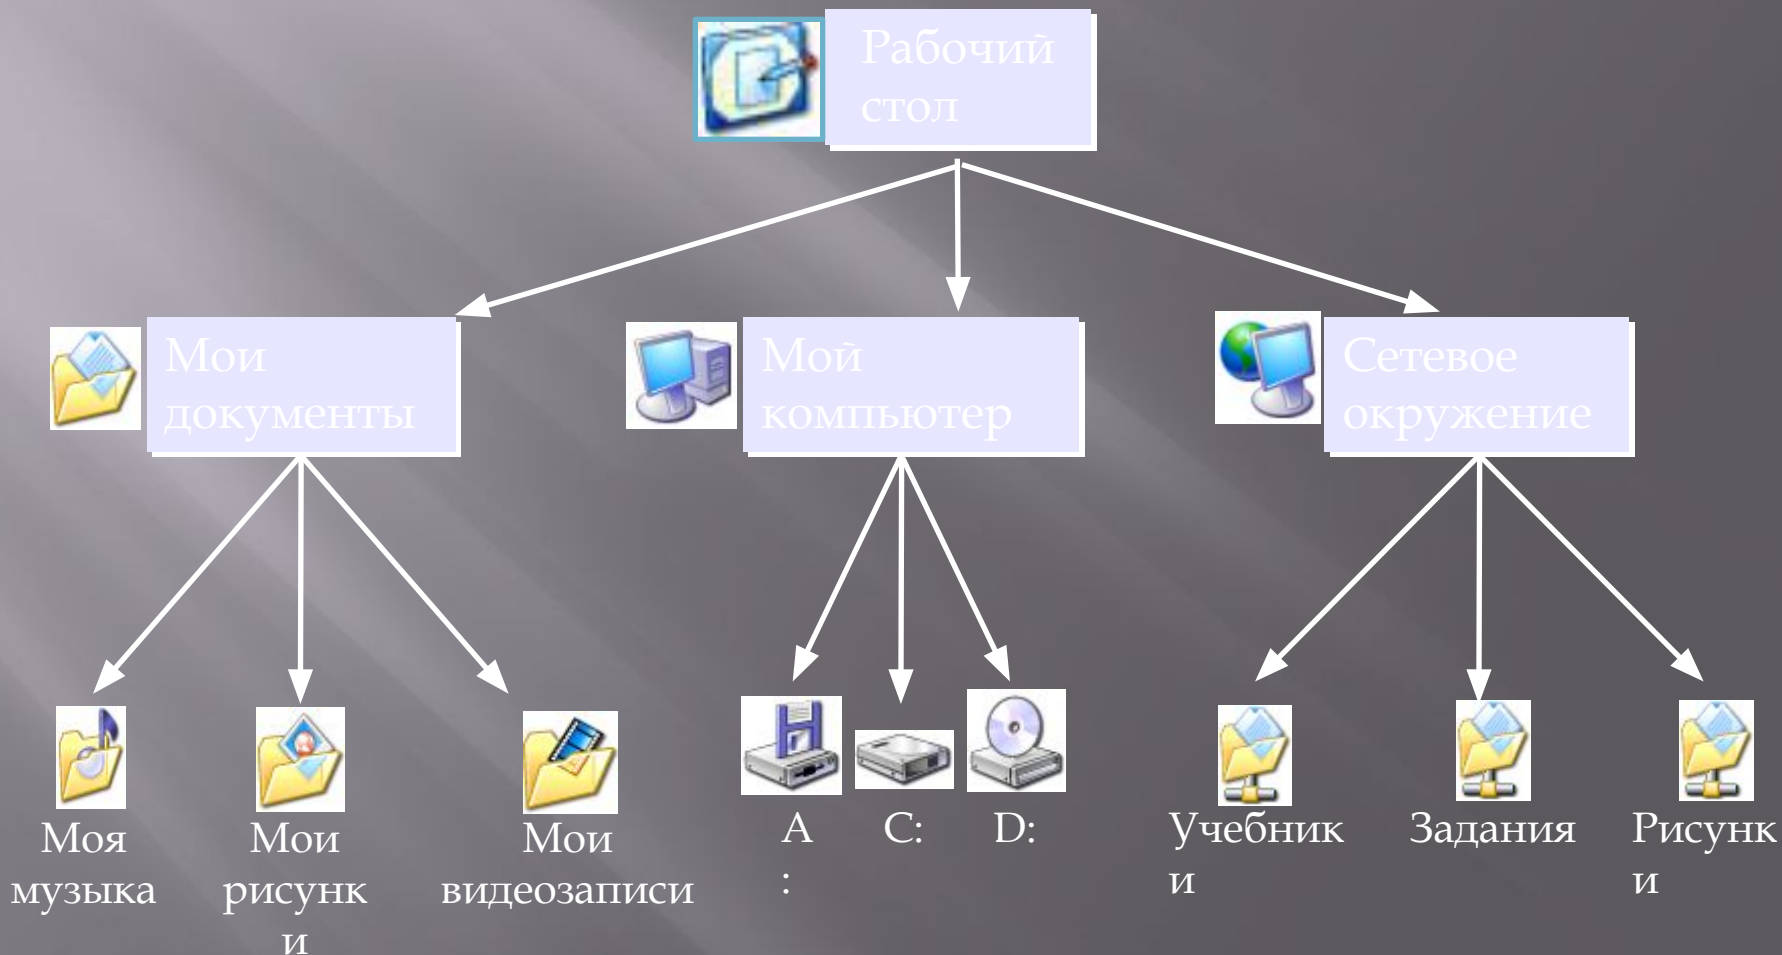 Рабочий
стол
Мои
документы
Мой
компьютер
Сетевое
окружение
Моя
музыка
Мои
рисунк
и
Мои
видеозаписи
A
:
C:
D:
Учебник
и
Задания
Рисунк
и